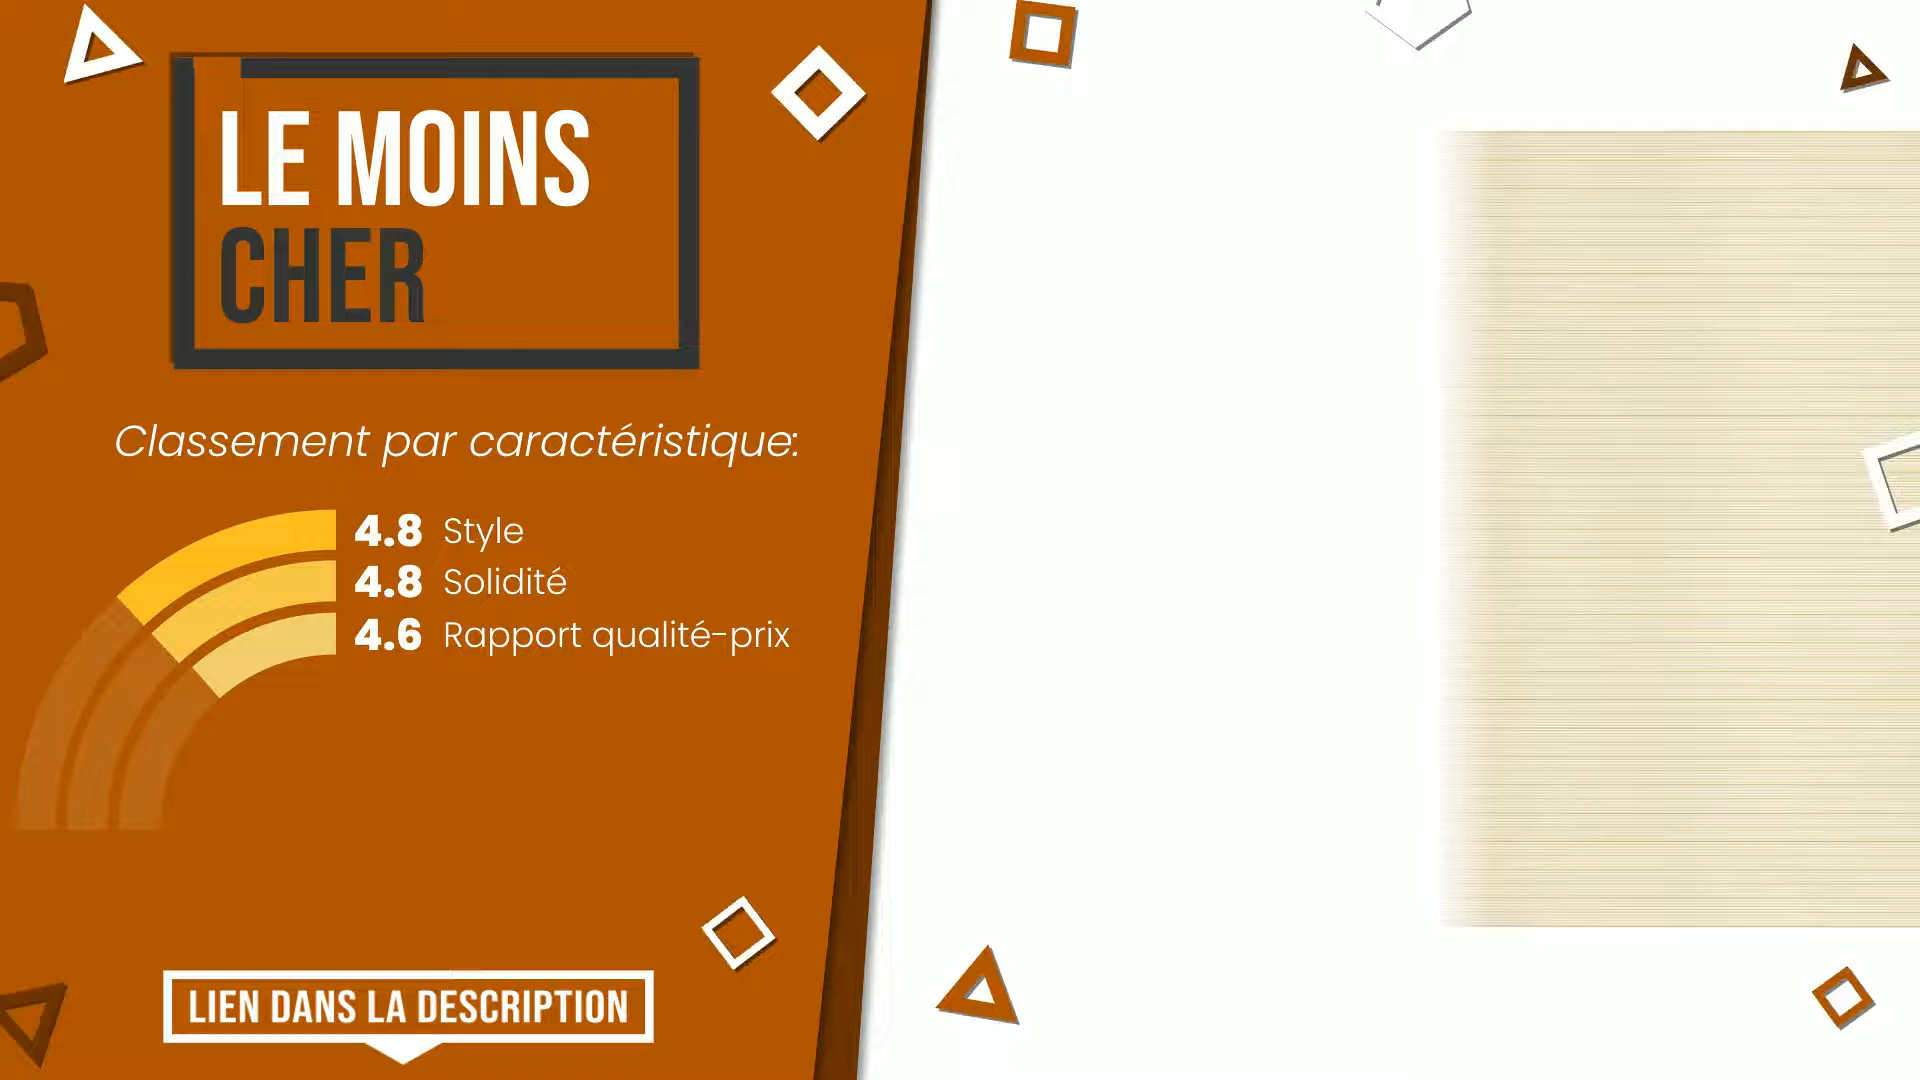 LE MOINS
CHER
Classement par caractéristique:
4.8 Style
4.8 Solidité
4.6 Rapport qualité-prix
LIEN DANS LA DESCRIPTION